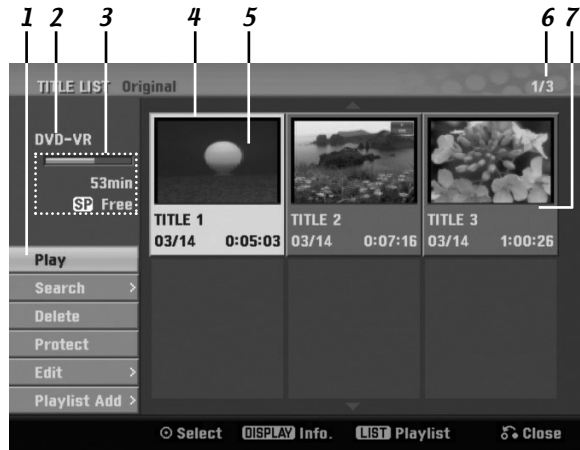 1 2 3 4 5 6 7
TITLE LIST Original 1/3
DVD-VR
53min
SP Free
Play
Search >
Delete
Protect
Edit >
Playlist Add >
TITLE 1
03/14 0:05:03
TITLE 2
03/14 0:07:16
TITLE 3
03/14 1:00:26
Select DISPLAY Info. LIST Playlist Close